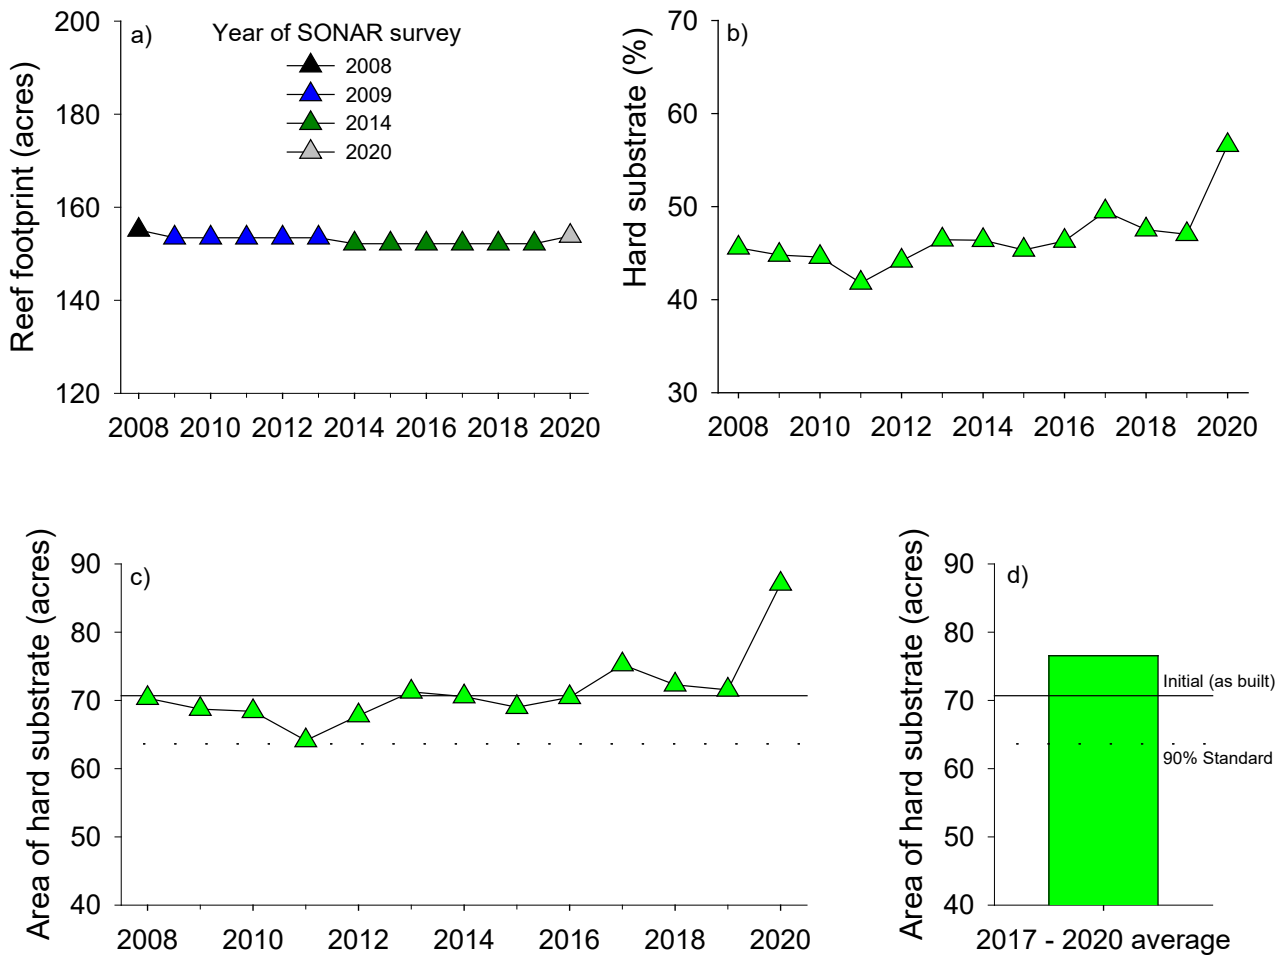 a)
Year of SONAR survey
2008
2009
2014
2020
Reef footprint (acres)
200
180
160
140
120
2008 2010 2012 2014 2016 2018 2020
b)
Hard substrate (%)
70
60
50
40
30
2008 2010 2012 2014 2016 2018 2020
c)
Area of hard substrate (acres)
90
80
70
60
50
40
2008 2010 2012 2014 2016 2018 2020
d)
Area of hard substrate (acres)
90
80
70
60
50
40
Initial (as built)
90% Standard
2017 - 2020 average